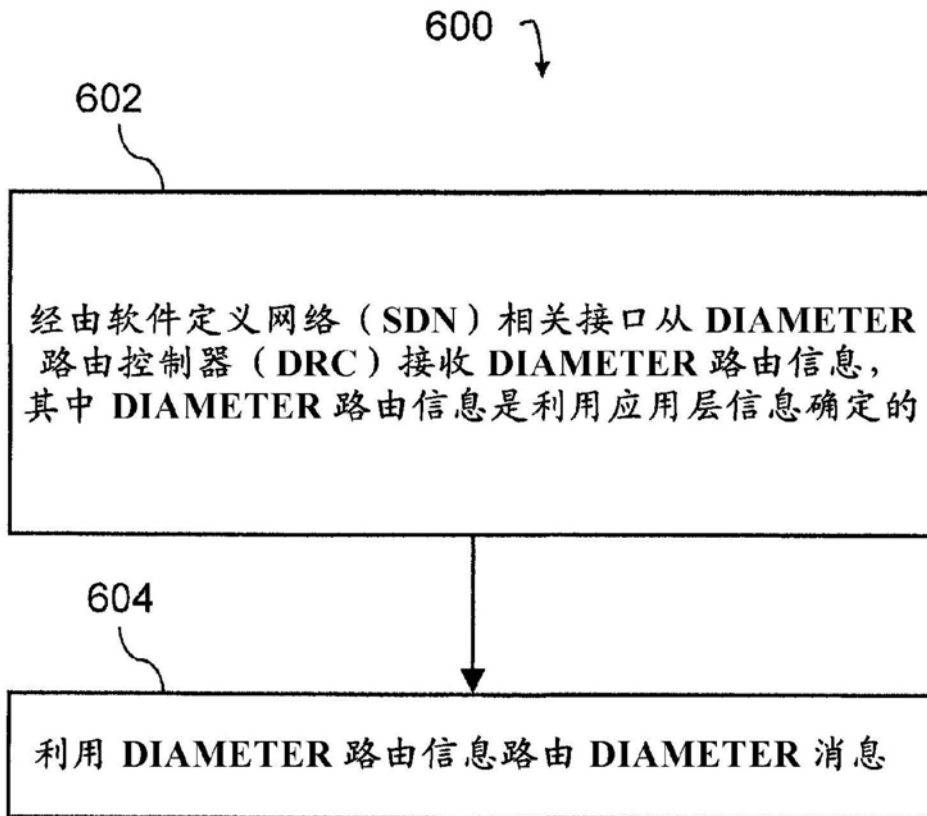 600
602
经由软件定义网络（SDN）相关接口从 DIAMETER
路由控制器（DRC）接收 DIAMETER 路由信息，
其中 DIAMETER 路由信息是利用应用层信息确定的
604
利用 DIAMETER 路由信息路由 DIAMETER 消息